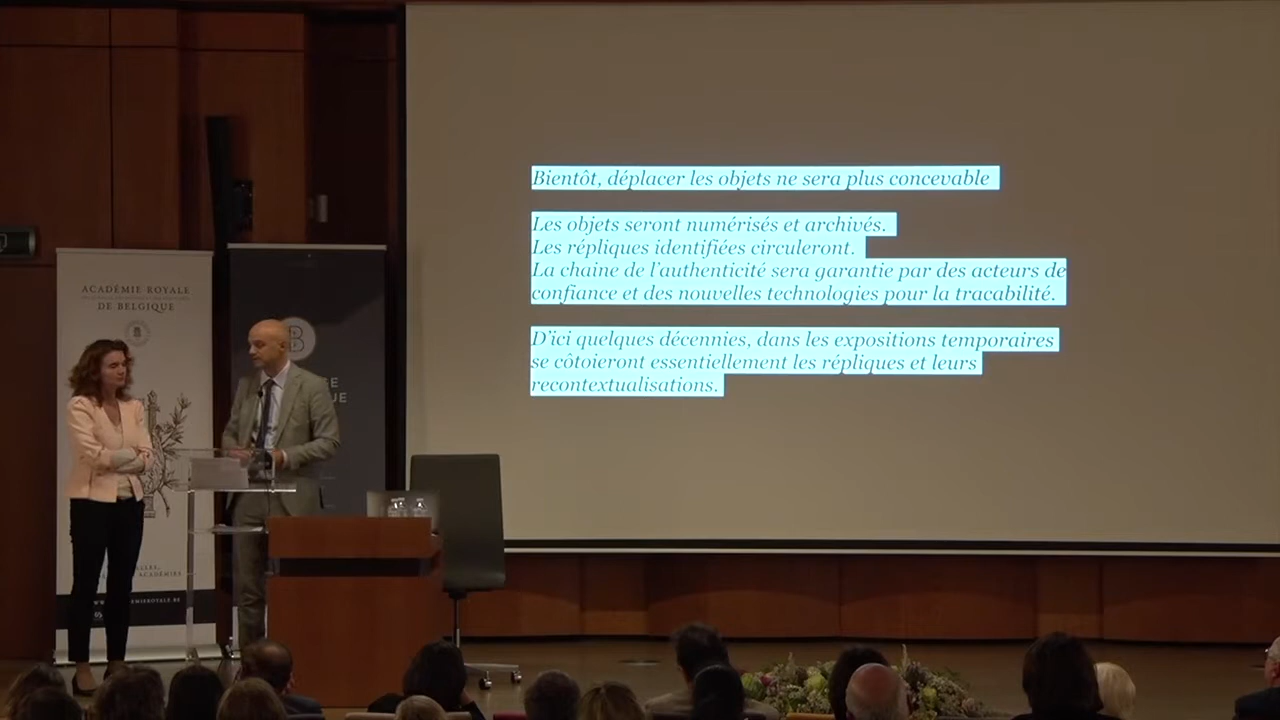 Bientôt, déplacer les objets ne sera plus concevable
Les objets seront numérisés et archivés.
Les répliques identifiées circuleront.
La chaine de l'authenticité sera garantie par des acteurs de
confiance et des nouvelles technologies pour la tracabilité.
D'ici quelques décennies, dans les expositions temporaires
se côtoieront essentiellement les répliques et leurs
recontextualisations.
ACADÉMIE ROYALE
DE BELGIQUE